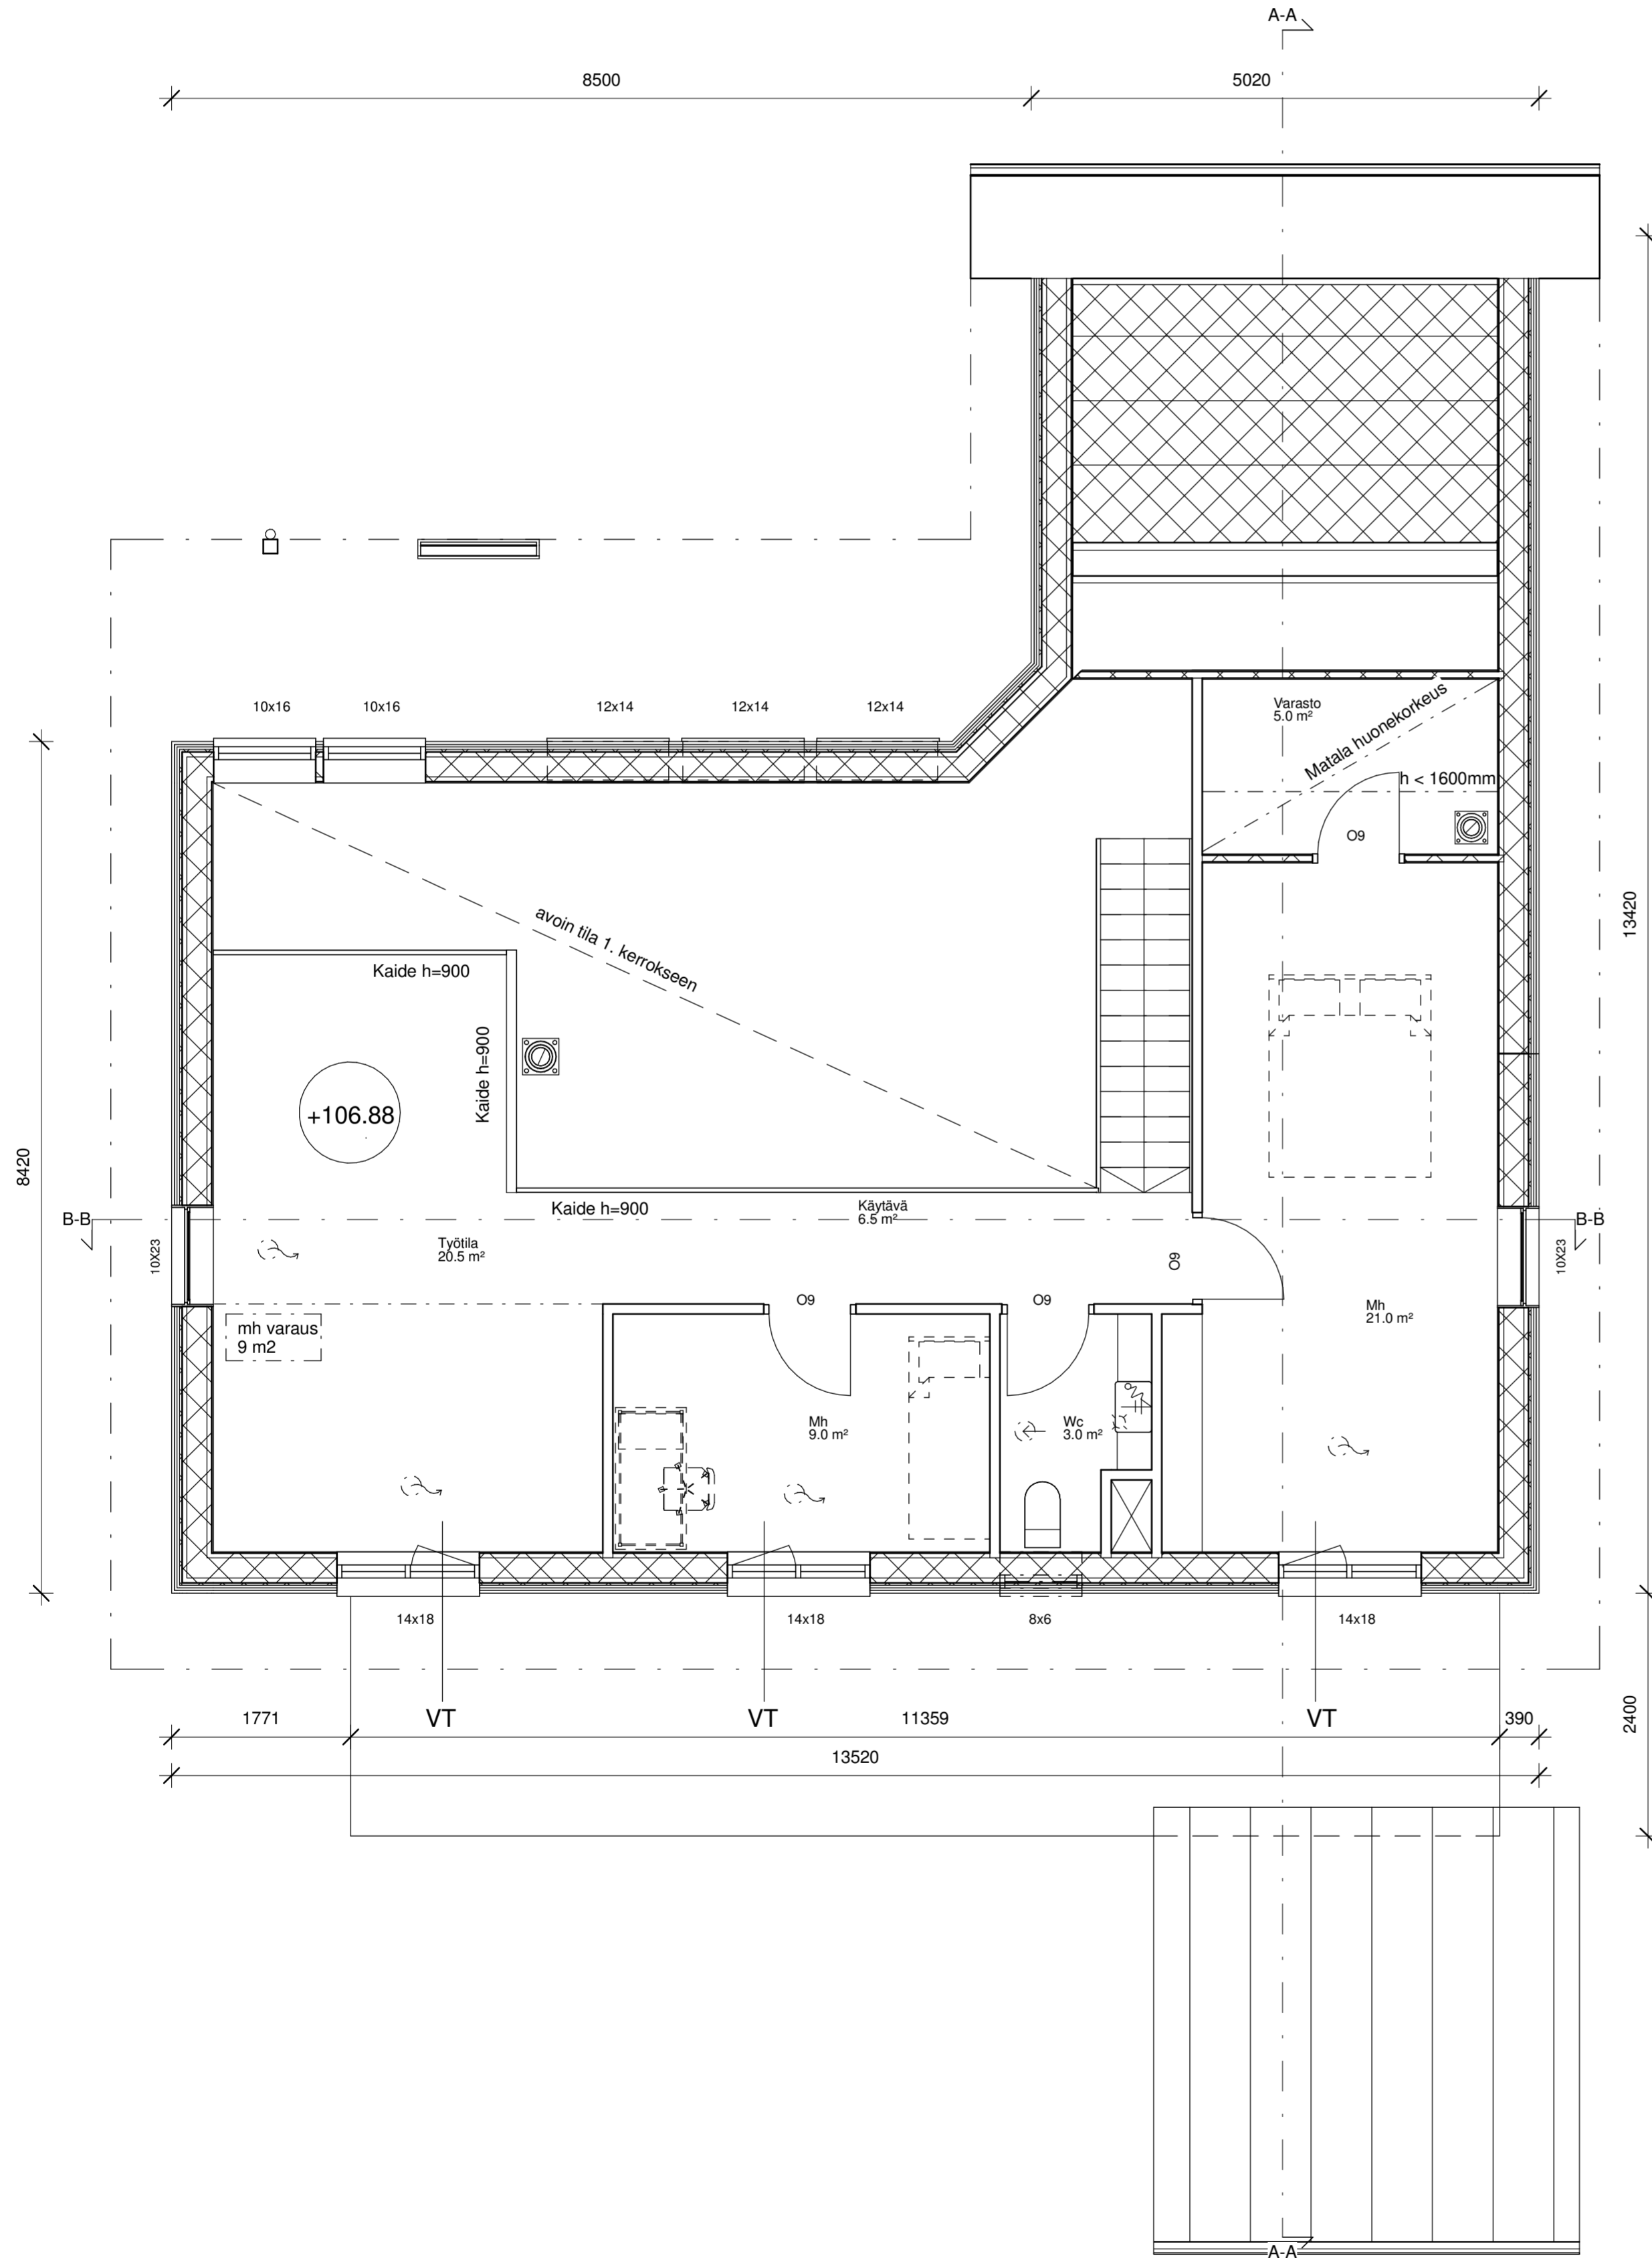 A-A
8500
5020
10x16
10x16
12x14
12x14
12x14
Varasto
5.0 m²
Matala huonekorkeus
h < 1600mm
O9
13420
avoin tila 1. kerrokseen
Kaide h=900
Kaide h=900
+106.88
8420
Kaide h=900
Käytävä
6.5 m²
B-B
B-B
10X23
Työtila
20.5 m²
O9
10X23
O9
O9
Mh
21.0 m²
mh varaus
9 m2
Mh
9.0 m²
Wc
3.0 m²
14x18
14x18
8x6
14x18
2400
1771
VT
VT
11359
VT
390
13520
A-A